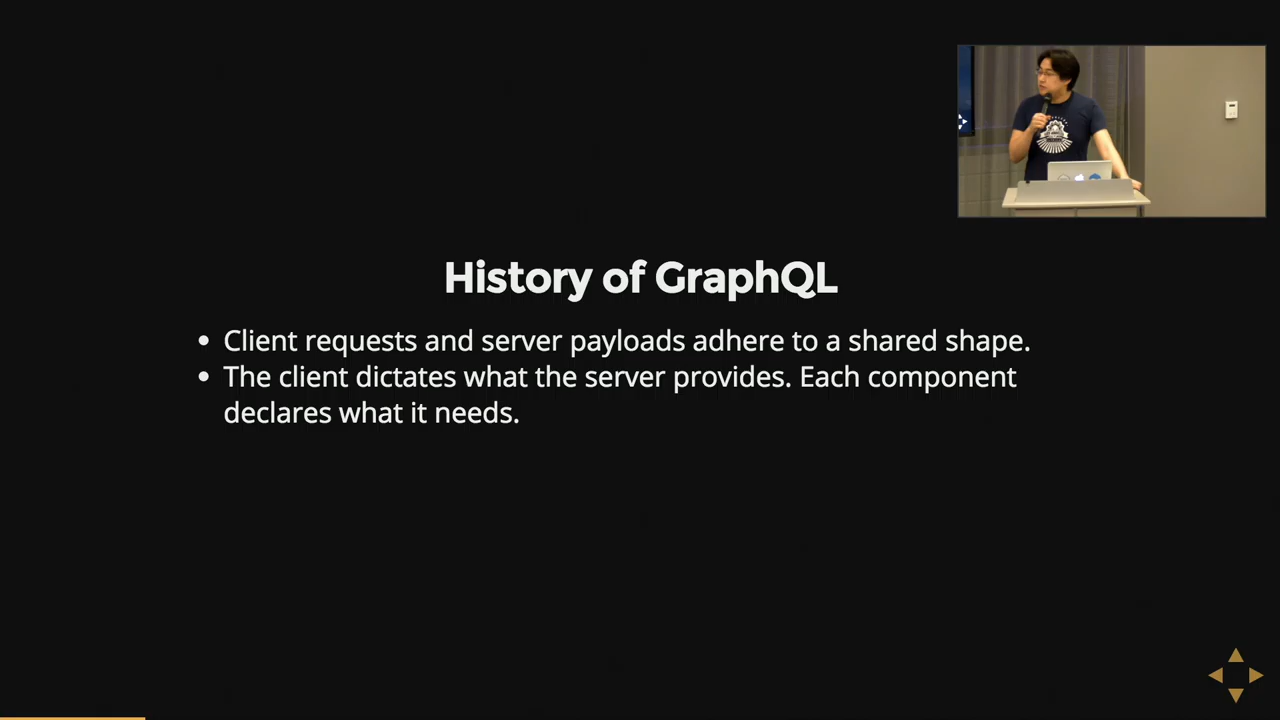 History of GraphQL
• Client requests and server payloads adhere to a shared shape.
• The client dictates what the server provides. Each component
declares what it needs.